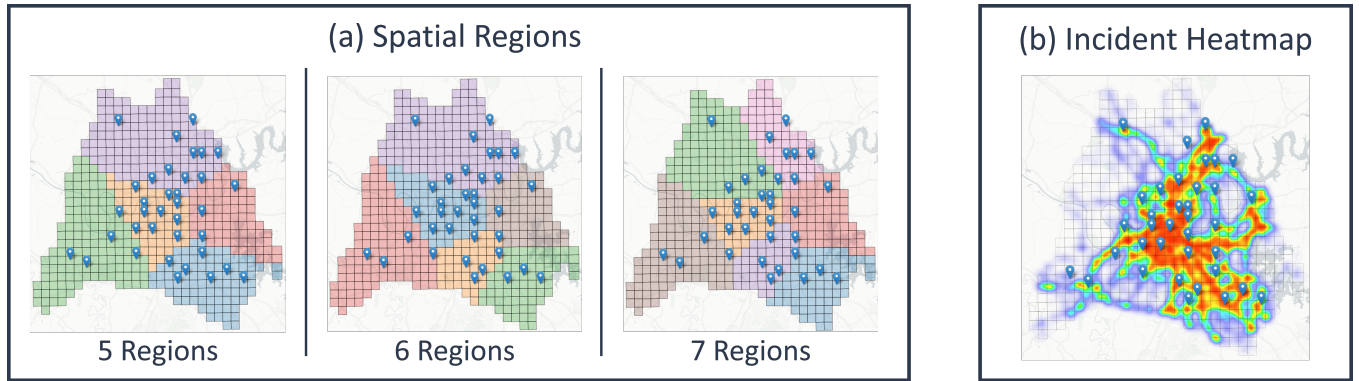 (a) Spatial Regions
5 Regions
6 Regions
7 Regions
(b) Incident Heatmap